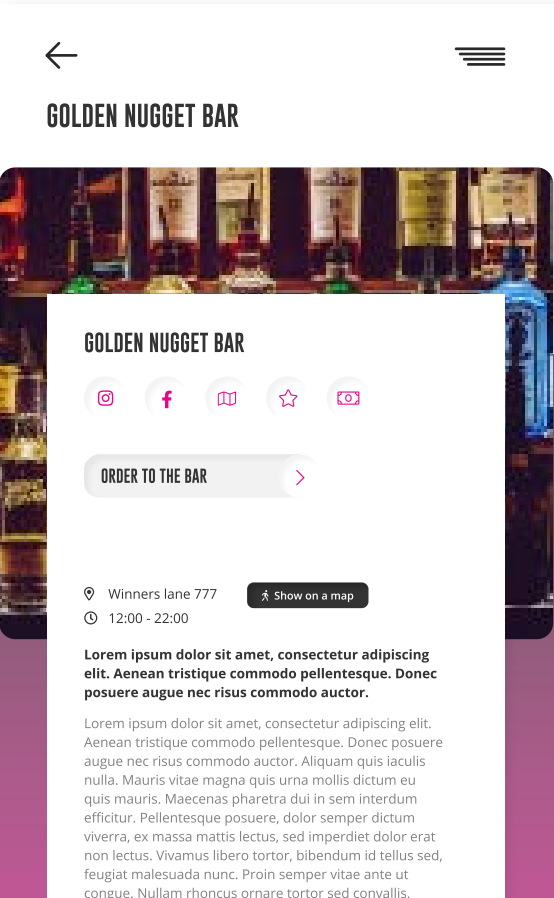 GOLDEN NUGGET BAR
GOLDEN NUGGET BAR
ORDER TO THE BAR
Winners lane 777
Show on a map
12:00 - 22:00
Lorem ipsum dolor sit amet, consectetur adipiscing
elit. Aenean tristique commodo pellentesque. Donec
posuere augue nec risus commodo auctor.
Lorem ipsum dolor sit amet, consectetur adipiscing elit.
Aenean tristique commodo pellentesque. Donec posuere
augue nec risus commodo auctor. Aliquam quis iaculis
nulla. Mauris vitae magna quis urna mollis dictum eu
quis mauris. Maecenas pharetra dui in sem interdum
efficitur. Pellentesque posuere, dolor semper dictum
viverra, ex massa mattis lectus, sed imperdiet dolor erat
non lectus. Vivamus libero tortor, bibendum id tellus sed,
feugiat malesuada nunc. Proin semper vitae ante ut
congue. Nullam rhoncus ornare tortor sed convallis.